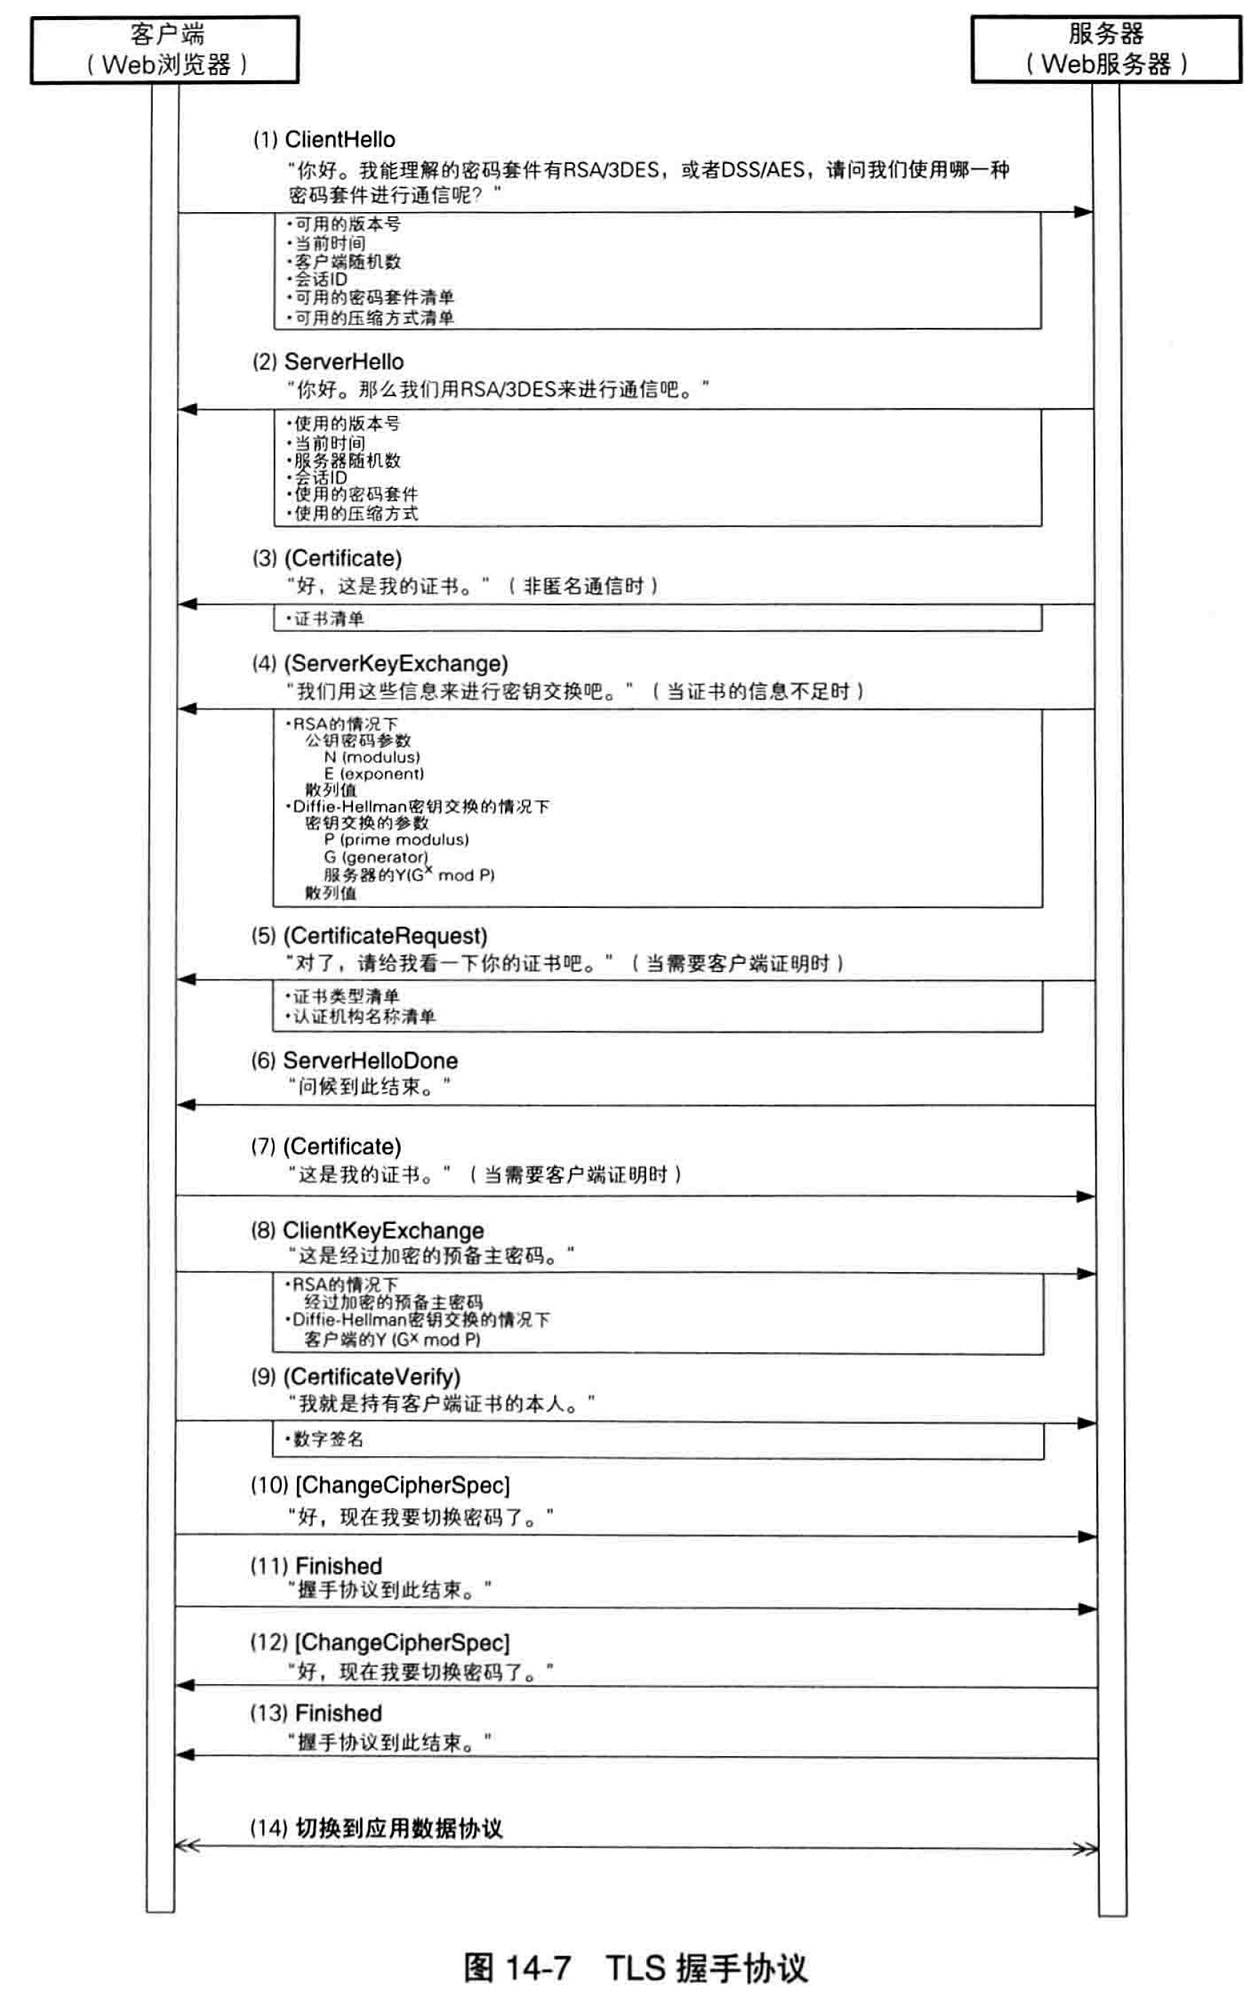 客户端
（Web浏览器）
服务器
（Web服务器）
(1) ClientHello
“你好。我能理解的密码套件有RSA/3DES，或者DSS/AES，请问我们使用哪一种
密码套件进行通信呢？”
·可用的版本号
·当前时间
·客户端随机数
·会话ID
·可用的密码套件清单
·可用的压缩方式清单
(2) ServerHello
“你好。那么我们用RSA/3DES来进行通信吧。”
·使用的版本号
·当前时间
·服务器随机数
·会话ID
·使用的密码套件
·使用的压缩方式
(3) (Certificate)
“好，这是我的证书。”（非匿名通信时）
·证书清单
(4) (ServerKeyExchange)
“我们用这些信息来进行密钥交换吧。”（当证书的信息不足时）
·RSA的情况下
公钥密码参数
N (modulus)
E (exponent)
散列值
·Diffie-Hellman密钥交换的情况下
密钥交换的参数
P (prime modulus)
G (generator)
服务器的Y(Gˣ mod P)
散列值
(5) (CertificateRequest)
“对了，请给我看一下你的证书吧。”（当需要客户端证明时）
·证书类型清单
·认证机构名称清单
(6) ServerHelloDone
“问候到此结束。”
(7) (Certificate)
“这是我的证书。”（当需要客户端证明时）
(8) ClientKeyExchange
“这是经过加密的预备主密码。”
·RSA的情况下
经过加密的预备主密码
·Diffie-Hellman密钥交换的情况下
客户端的Y (Gˣ mod P)
(9) (CertificateVerify)
“我就是持有客户端证书的本人。”
·数字签名
(10) [ChangeCipherSpec]
“好，现在我要切换密码了。”
(11) Finished
“握手协议到此结束。”
(12) [ChangeCipherSpec]
“好，现在我要切换密码了。”
(13) Finished
“握手协议到此结束。”
(14) 切换到应用数据协议
图 14-7 TLS 握手协议